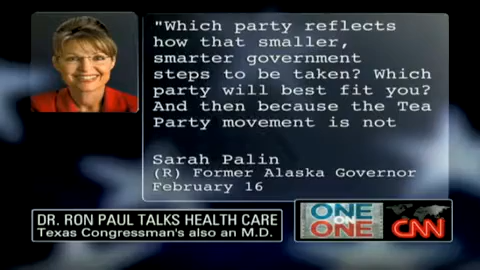 "Which party reflects
how that smaller,
smarter government
steps to be taken? Which
party will best fit you?
And then because the Tea
Party movement is not
Sarah Palin
(R) Former Alaska Governor
February 16
DR. RON PAUL TALKS HEALTH CARE
Texas Congressman's also an M.D.
ONE
ON
ONE
CNN